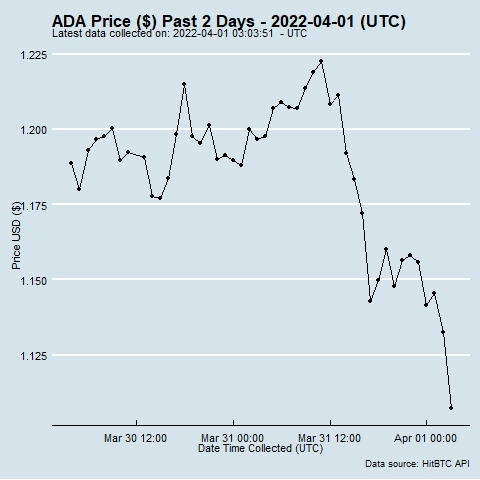 ADA Price ($) Past 2 Days - 2022-04-01 (UTC)
Latest data collected on: 2022-04-01 03:03:51  - UTC
1.225
1.200
1.175
1.150
1.125
Price USD ($)
Mar 30 12:00 Mar 31 00:00 Mar 31 12:00 Apr 01 00:00
Date Time Collected (UTC)
Data source: HitBTC API